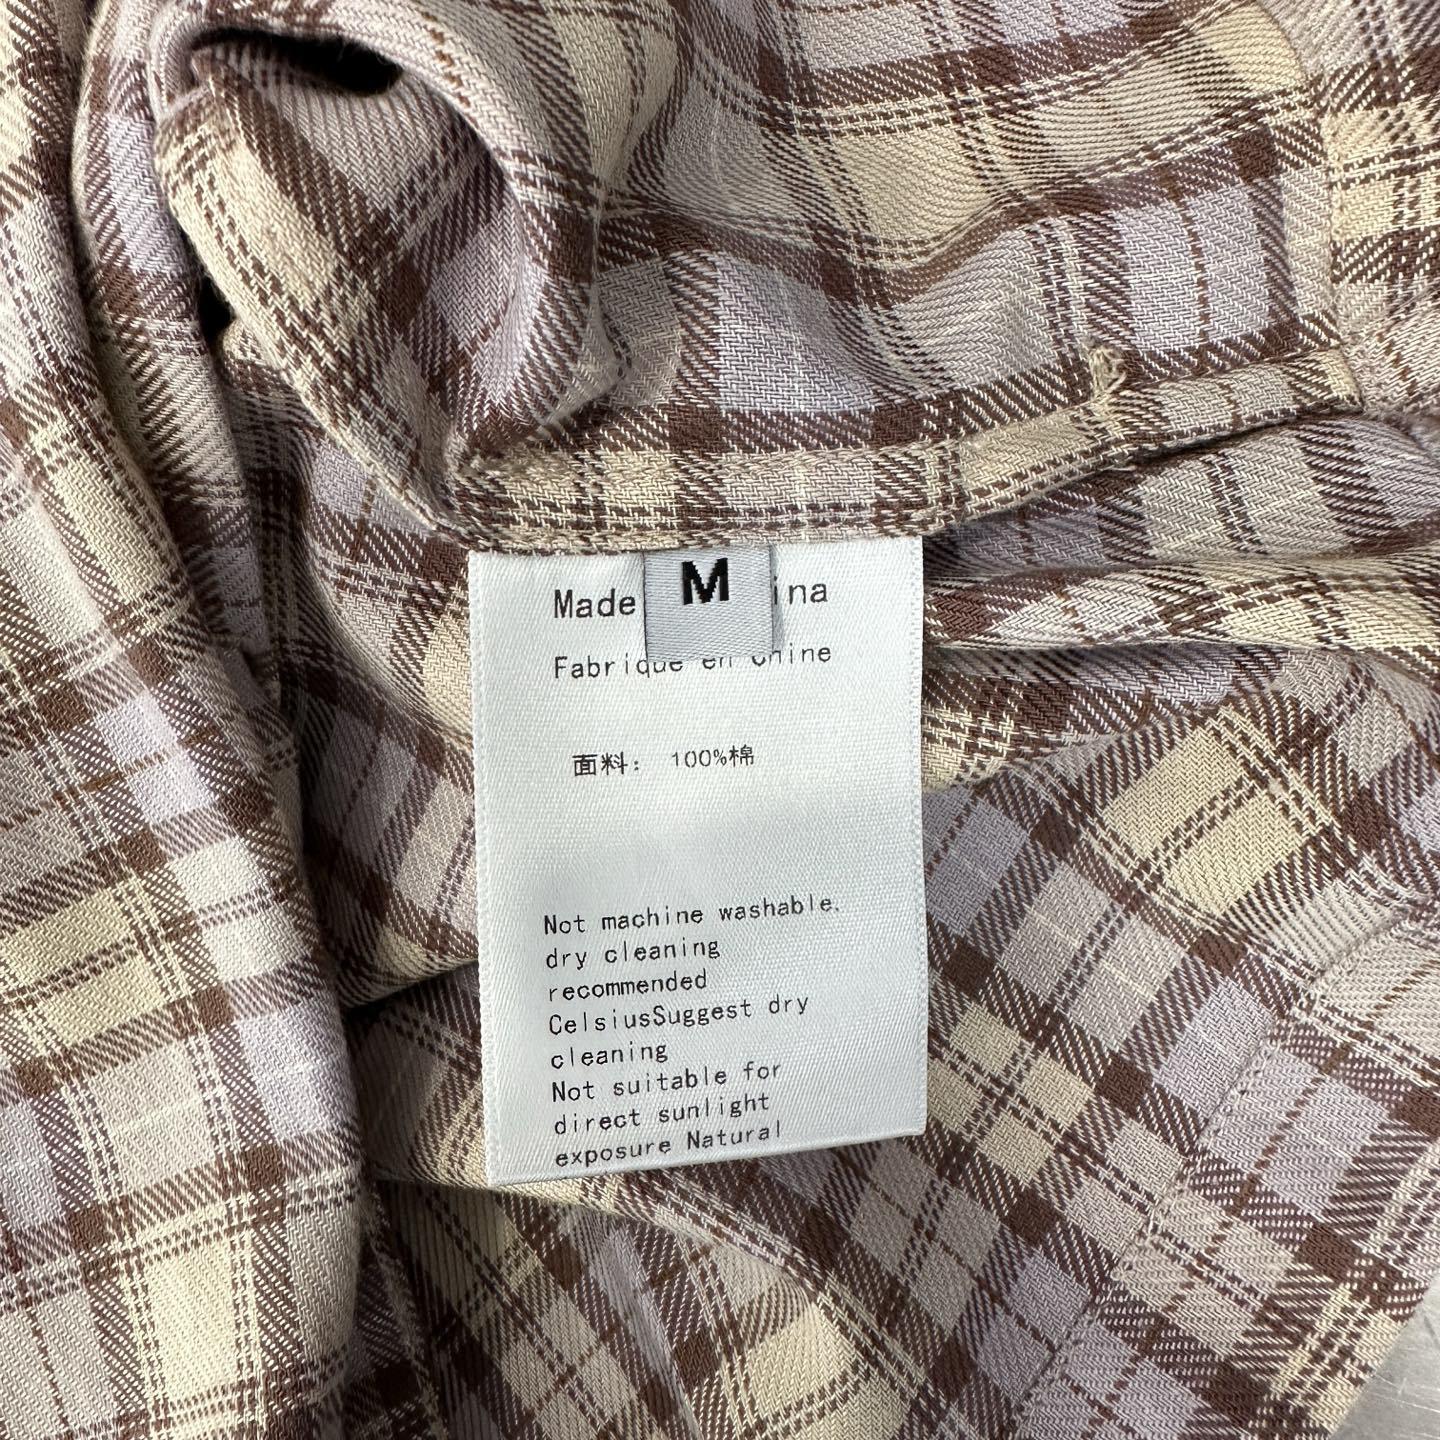 M
Made ina
Fabrique en Chine
面料： 100%棉
Not machine washable.
dry cleaning
recommended
CelsiusSuggest dry
cleaning
Not suitable for
direct sunlight
exposure Natural